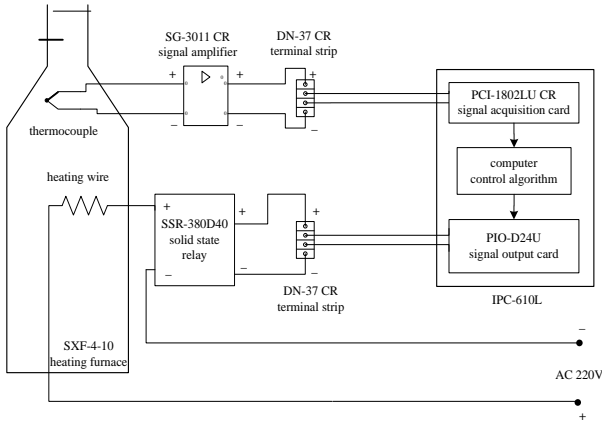 SG-3011 CR
signal amplifier
DN-37 CR
terminal strip
+
+
+
−
−
−
thermocouple
PCI-1802LU CR
signal acquisition card
computer
control algorithm
PIO-D24U
signal output card
IPC-610L
heating wire
+
SSR-380D40
solid state
relay
−
+
−
+
−
DN-37 CR
terminal strip
SXF-4-10
heating furnace
−
AC 220V
+